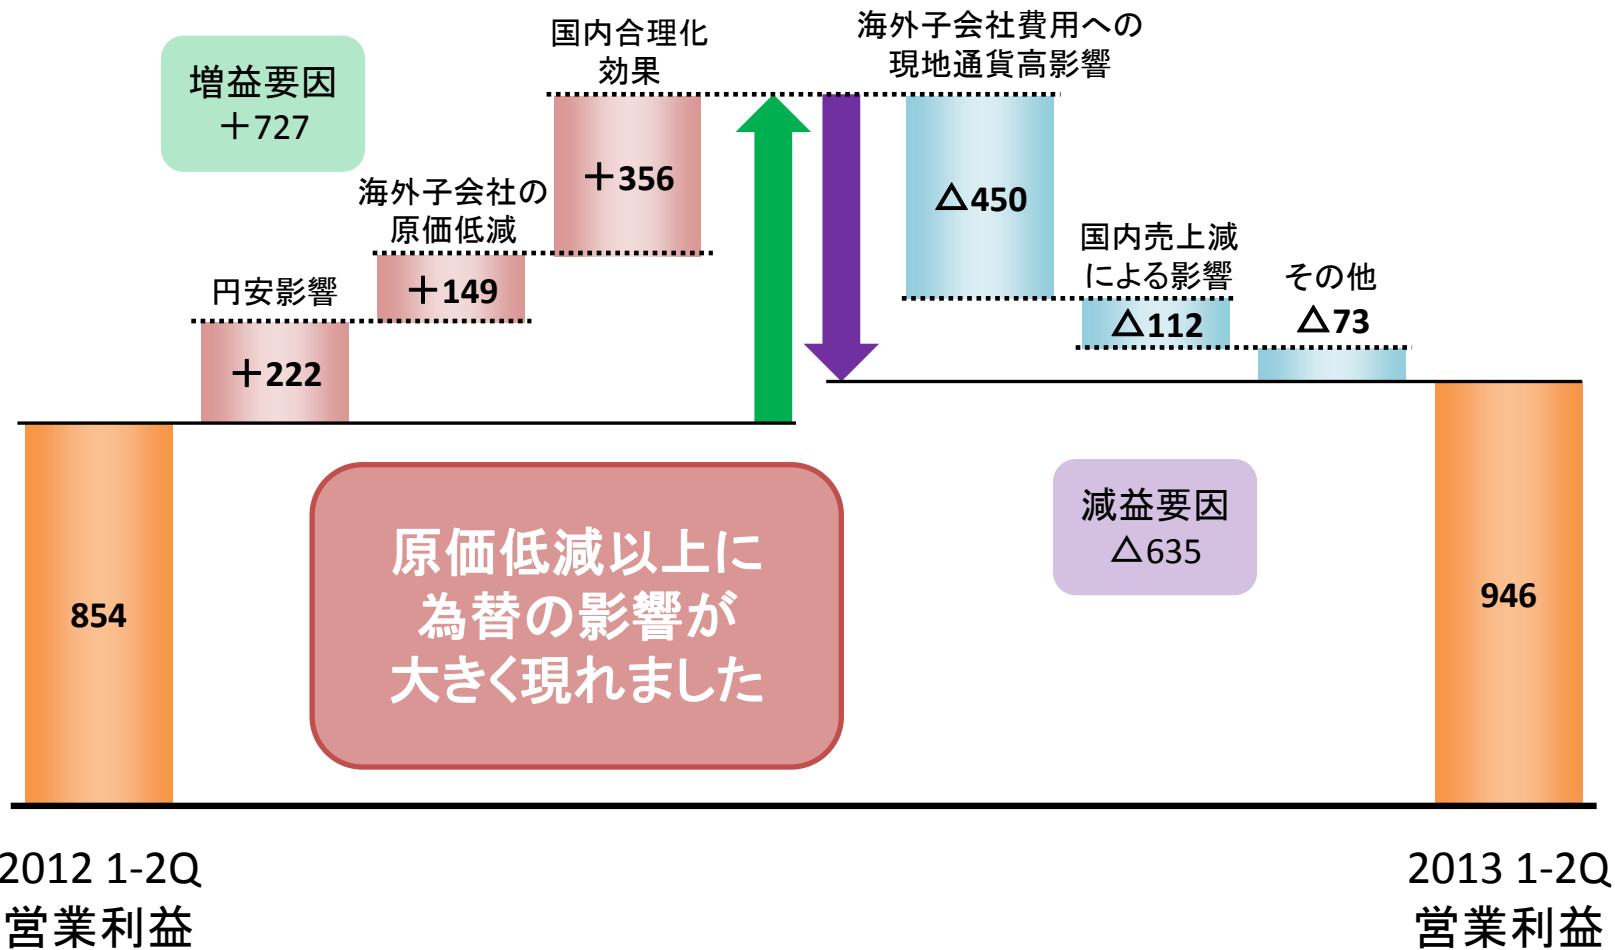 増益要因
＋727
国内合理化
効果
＋356
海外子会社の
原価低減
＋149
円安影響
＋222
854
海外子会社費用への
現地通貨高影響
△450
国内売上減
による影響
△112
その他
△73
減益要因
△635
946
原価低減以上に
為替の影響が
大きく現れました
2012 1-2Q
営業利益
2013 1-2Q
営業利益